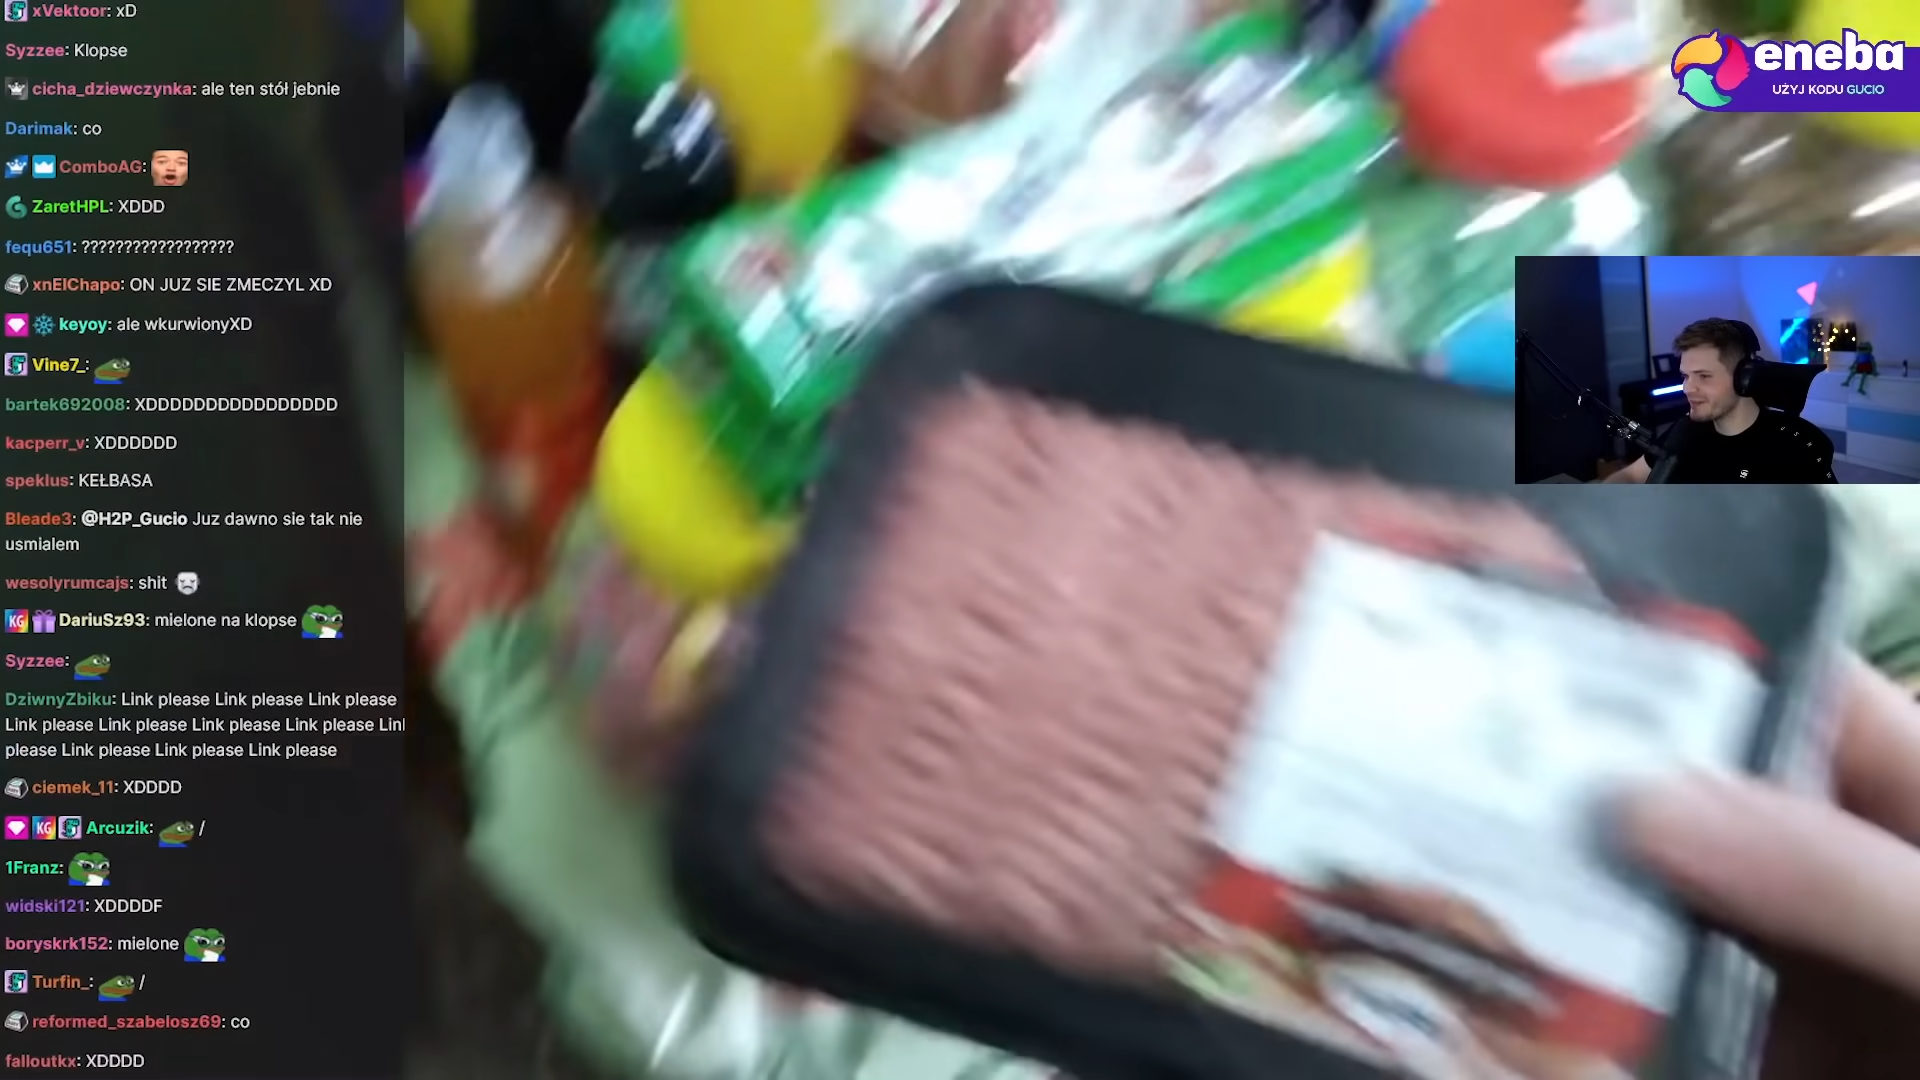 xVektoor: xD
Syzzee: Klopse
cicha_dziewczynka: ale ten stół jebnie
Darimak: co
ComboAG:
ZaretHPL: XDDD
fequ651: ??????????????????
xnElChapo: ON JUZ SIE ZMECZYL XD
keyoy: ale wkurwionyXD
Vine7_:
bartek692008: XDDDDDDDDDDDDDDDDD
kacperr_v: XDDDDDD
speklus: KEŁBASA
Bleade3: @H2P_Gucio Juz dawno sie tak nie
usmialem
wesolyrumcajs: shit
KG DariuSz93: mielone na klopse
Syzzee:
DziwnyZbiku: Link please Link please Link please
Link please Link please Link please Link please Link
please Link please Link please Link please
ciemek_11: XDDDD
KG Arcuzik: /
1Franz:
widski121: XDDDDF
boryskrk152: mielone
Turfin_: /
reformed_szabelosz69: co
falloutkx: XDDDD
eneba
UŻYJ KODU GUCIO